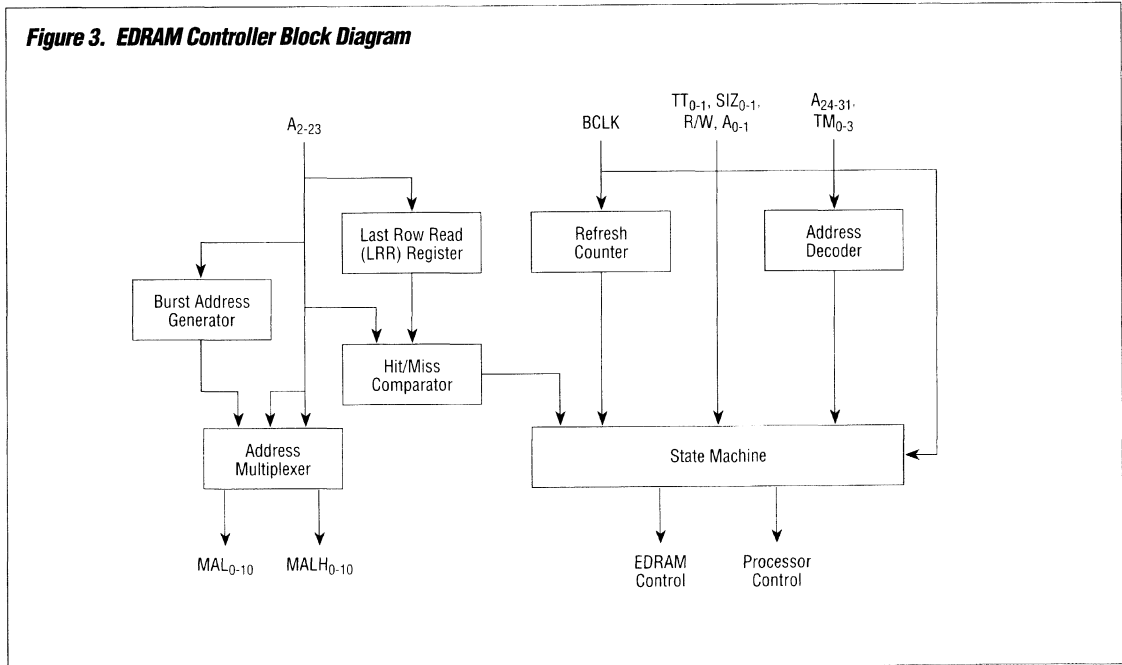 Figure 3. EDRAM Controller Block Diagram
A2-23
BCLK
TT0-1, SIZ0-1,
R/W, A0-1
A24-31,
TM0-3
Last Row Read
(LRR) Register
Refresh
Counter
Address
Decoder
Burst Address
Generator
Hit/Miss
Comparator
Address
Multiplexer
State Machine
MAL0-10
MALH0-10
EDRAM
Control
Processor
Control